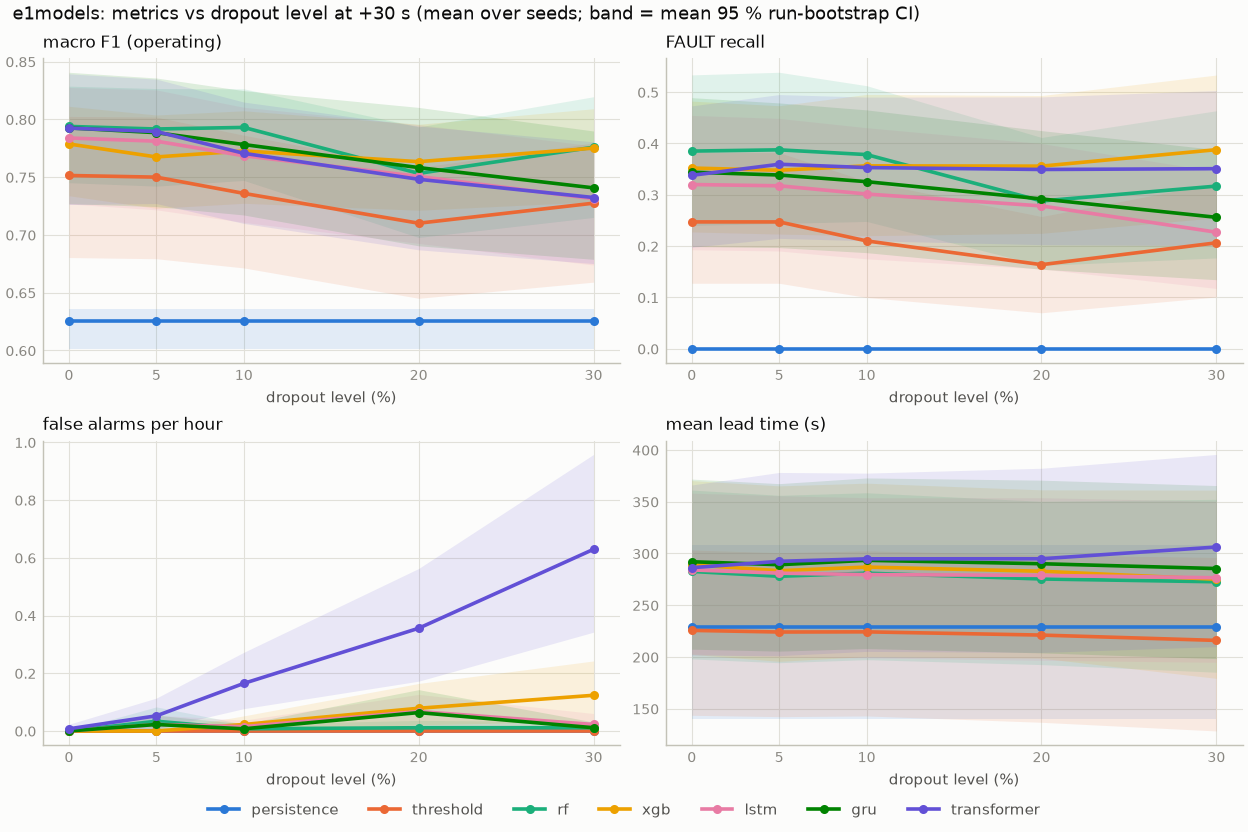 e1models: metrics vs dropout level at +30 s (mean over seeds; band = mean 95 % run-bootstrap CI)
macro F1 (operating)
0.85
0.80
0.75
0.70
0.65
0.60
0 5 10 20 30
dropout level (%)
FAULT recall
0.5
0.4
0.3
0.2
0.1
0.0
0 5 10 20 30
dropout level (%)
false alarms per hour
1.0
0.8
0.6
0.4
0.2
0.0
0 5 10 20 30
dropout level (%)
mean lead time (s)
400
350
300
250
200
150
0 5 10 20 30
dropout level (%)
persistence threshold rf xgb lstm gru transformer